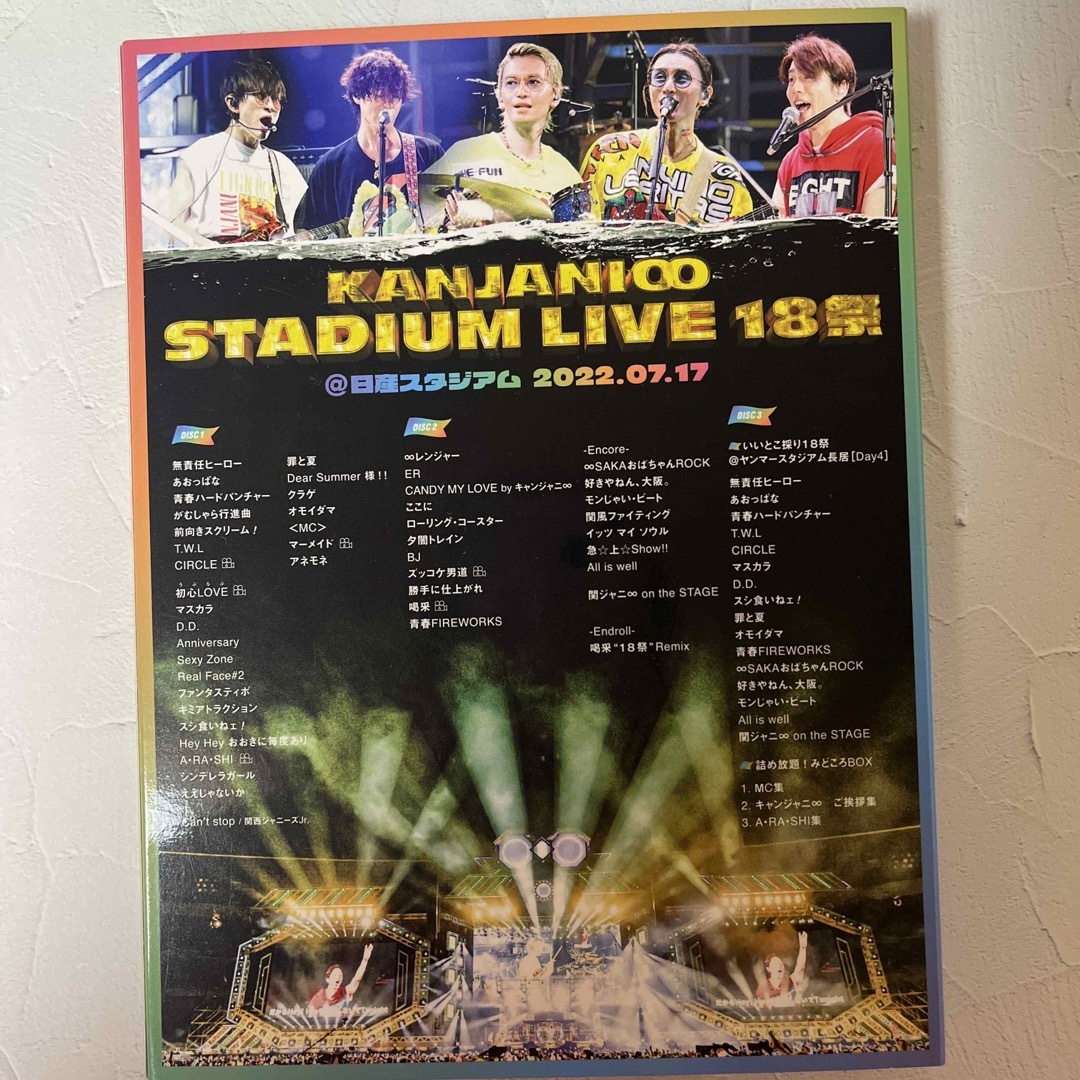 MANI
THE FUN
EIGHT
KANJANI∞
STADIUM LIVE 18祭
@日産スタジアム 2022.07.17
DISC1
無責任ヒーロー
あおっぱな
青春ハードパンチャー
がむしゃら行進曲
前向きスクリーム!
T.W.L
CIRCLE
うぶらぶ
初心LOVE
マスカラ
D.D.
Anniversary
Sexy Zone
Real Face#2
ファンタスティポ
キミアトラクション
スシ食いねェ!
Hey Hey おおきに毎度あり
A・RA・SHI
シンデレラガール
ええじゃないか
Can't stop / 関西ジャニーズJr.
罪と夏
Dear Summer 様!!
クラゲ
オモイダマ
<MC>
マーメイド
アネモネ
DISC2
∞レンジャー
ER
CANDY MY LOVE by キャンジャニ∞
ここに
ローリング・コースター
夕闇トレイン
BJ
ズッコケ男道
勝手に仕上がれ
喝采
青春FIREWORKS
-Encore-
∞SAKAおばちゃんROCK
好きやねん、大阪。
モンじゃい・ビート
関風ファイティング
イッツ マイ ソウル
急☆上☆Show!!
All is well
関ジャニ∞ on the STAGE
-Endroll-
喝采"18祭"Remix
DISC3
いいとこ採り18祭
@ヤンマースタジアム長居[Day4]
無責任ヒーロー
あおっぱな
青春ハードパンチャー
T.W.L
CIRCLE
マスカラ
D.D.
スシ食いねェ!
罪と夏
オモイダマ
青春FIREWORKS
∞SAKAおばちゃんROCK
好きやねん、大阪。
モンじゃい・ビート
All is well
関ジャニ∞ on the STAGE
詰め放題!みどころBOX
1. MC集
2. キャンジャニ∞ ご挨拶集
3. A・RA・SHI集